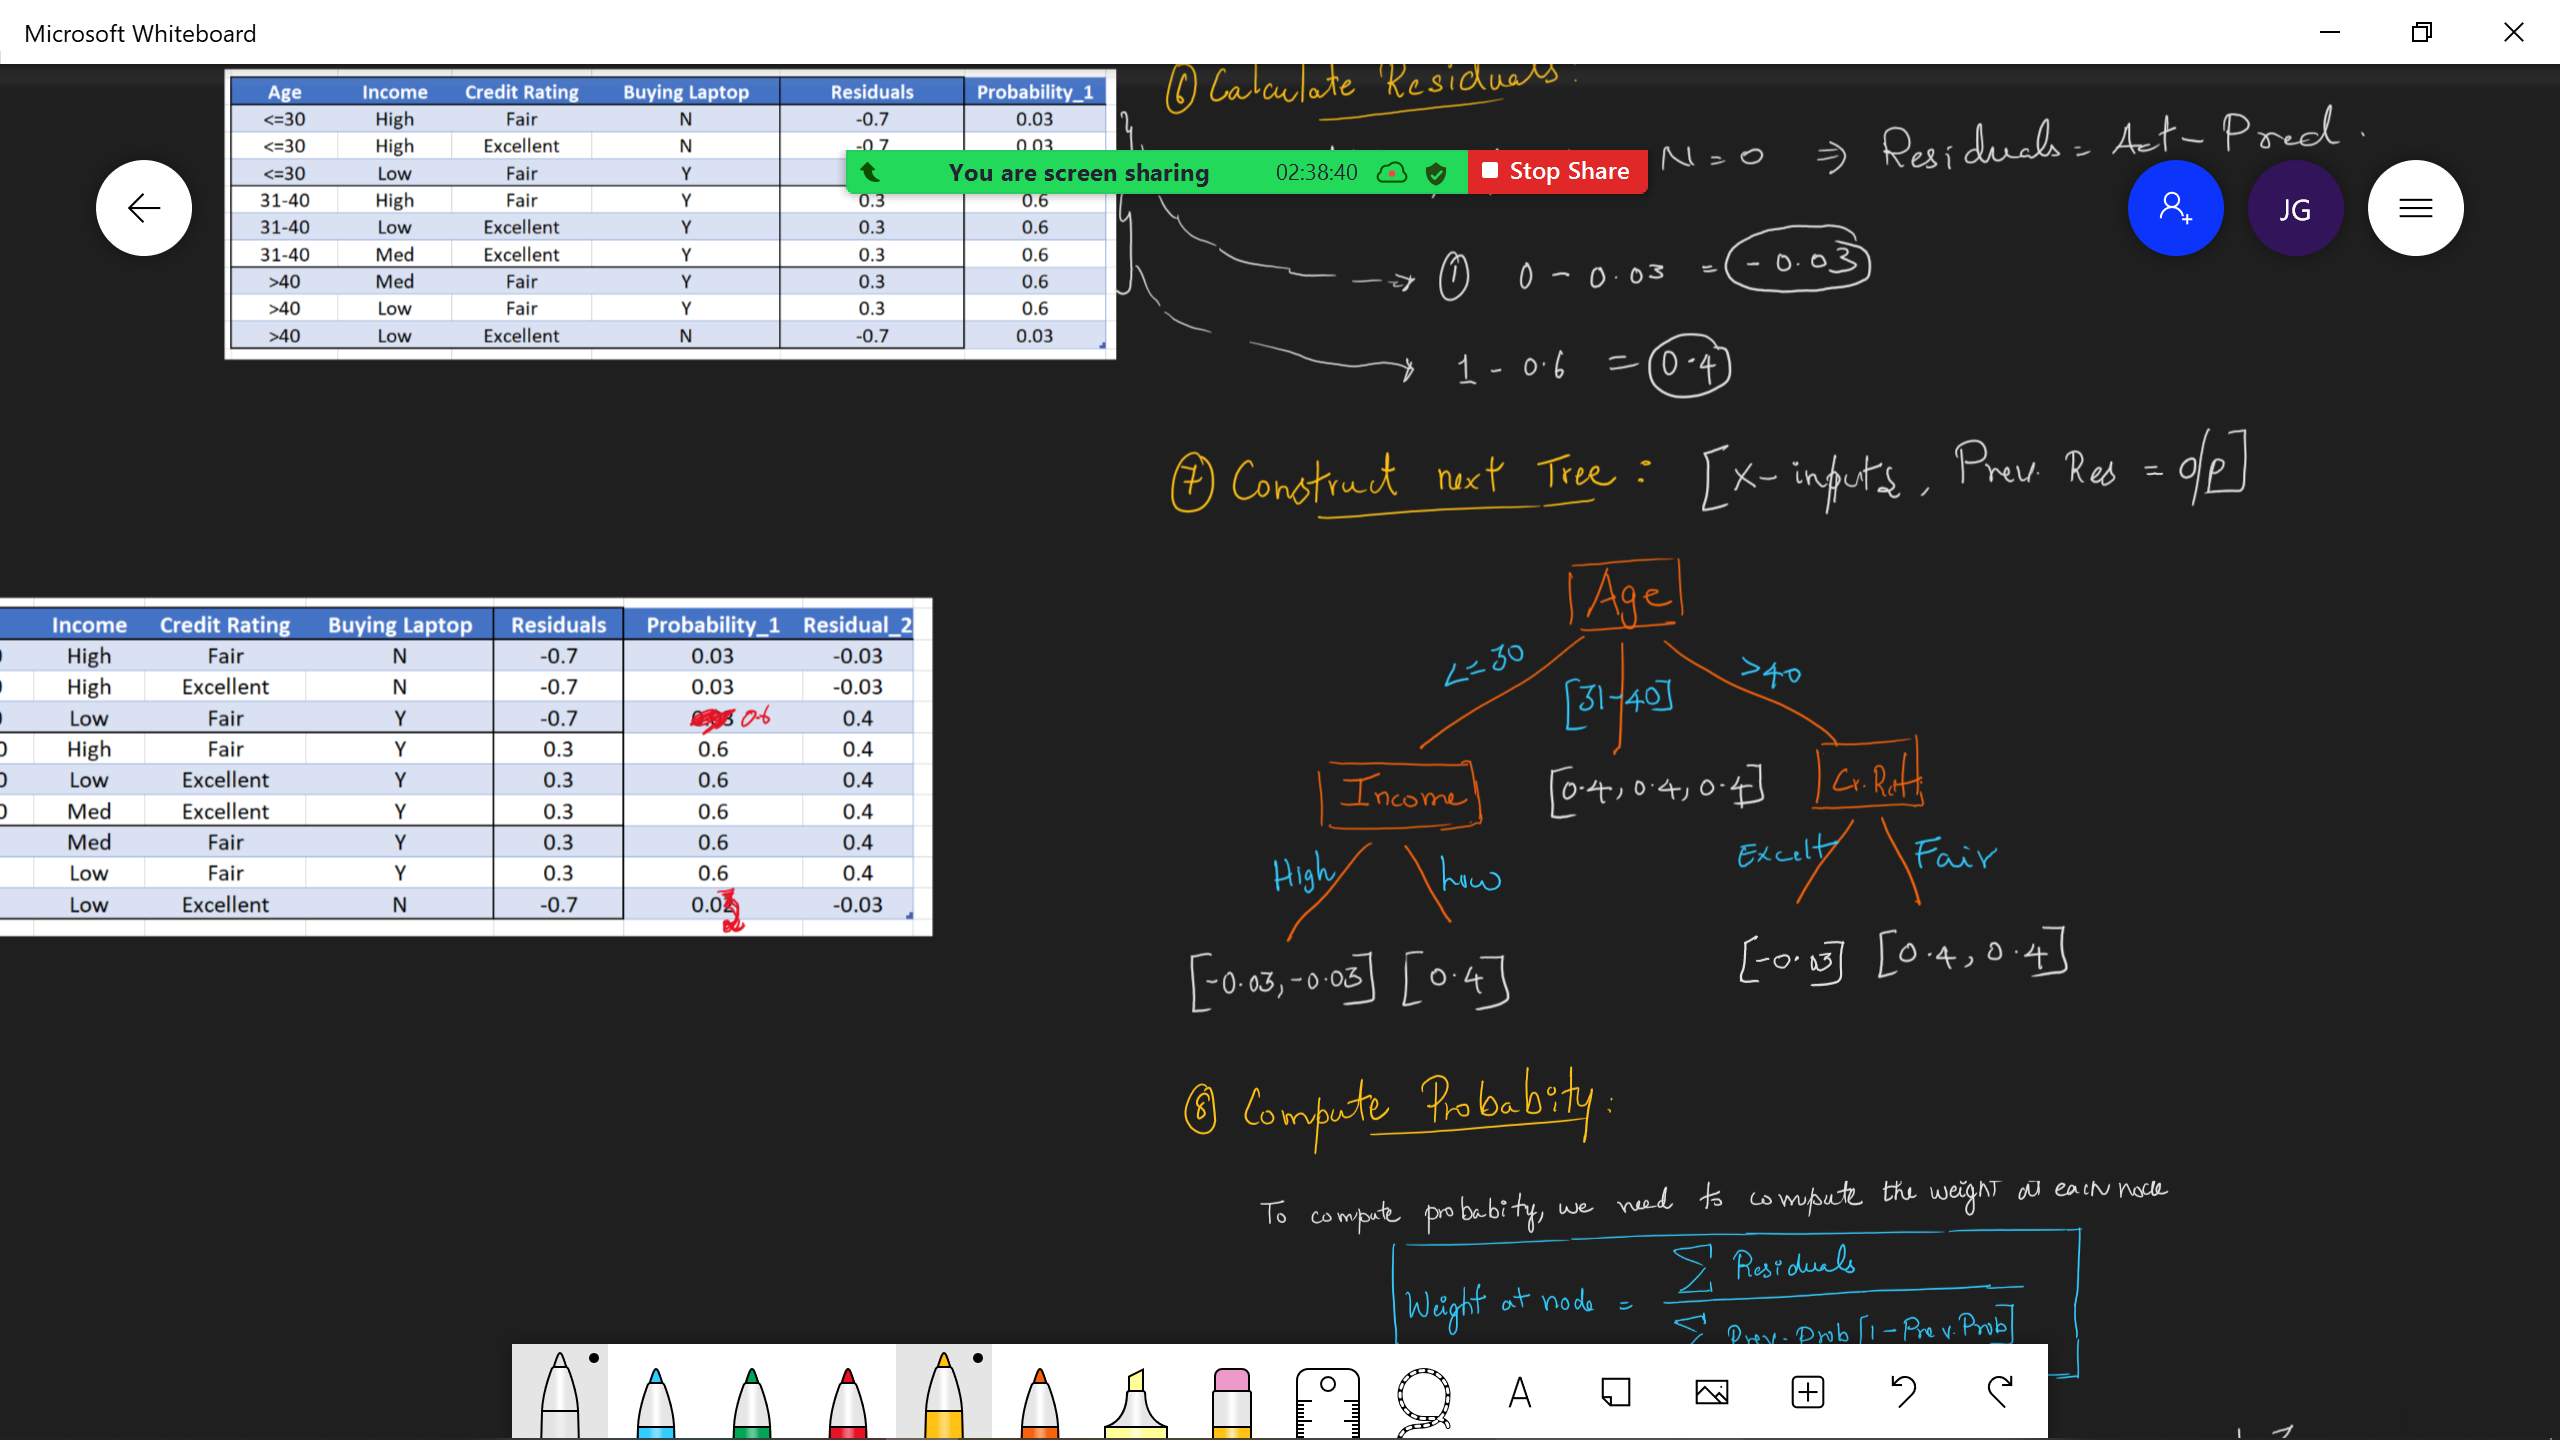 Microsoft Whiteboard
Age Income Credit Rating Buying Laptop Residuals Probability_1
<=30 High Fair N -0.7 0.03
<=30 High Excellent N -0.7 0.03
<=30 Low Fair Y
31-40 High Fair Y 0.3 0.6
31-40 Low Excellent Y 0.3 0.6
31-40 Med Excellent Y 0.3 0.6
>40 Med Fair Y 0.3 0.6
>40 Low Fair Y 0.3 0.6
>40 Low Excellent N -0.7 0.03
You are screen sharing 02:38:40 Stop Share
JG
⑥ Calculate Residuals:
N = 0 ⇒ Residuals = Act - Pred.
→ ① 0 - 0.03 = -0.03
1 - 0.6 = 0.4
⑦ Construct next Tree: [X-inputs, Prev. Res = o/p]
Income Credit Rating Buying Laptop Residuals Probability_1 Residual_2
High Fair N -0.7 0.03 -0.03
High Excellent N -0.7 0.03 -0.03
Low Fair Y -0.7 0.6 0.4
0 High Fair Y 0.3 0.6 0.4
0 Low Excellent Y 0.3 0.6 0.4
0 Med Excellent Y 0.3 0.6 0.4
Med Fair Y 0.3 0.6 0.4
Low Fair Y 0.3 0.6 0.4
Low Excellent N -0.7 0.03 -0.03
Age
<=30 [31-40] >40
Income [0.4, 0.4, 0.4] Cr. Rat
High Low Excelt Fair
[-0.03, -0.03] [0.4] [-0.03] [0.4, 0.4]
⑧ Compute Probabity:
To compute probabity, we need to compute the weight at each node
Weight at node = Σ Residuals
Σ Prev. Prob [1 - Prev. Prob]
A